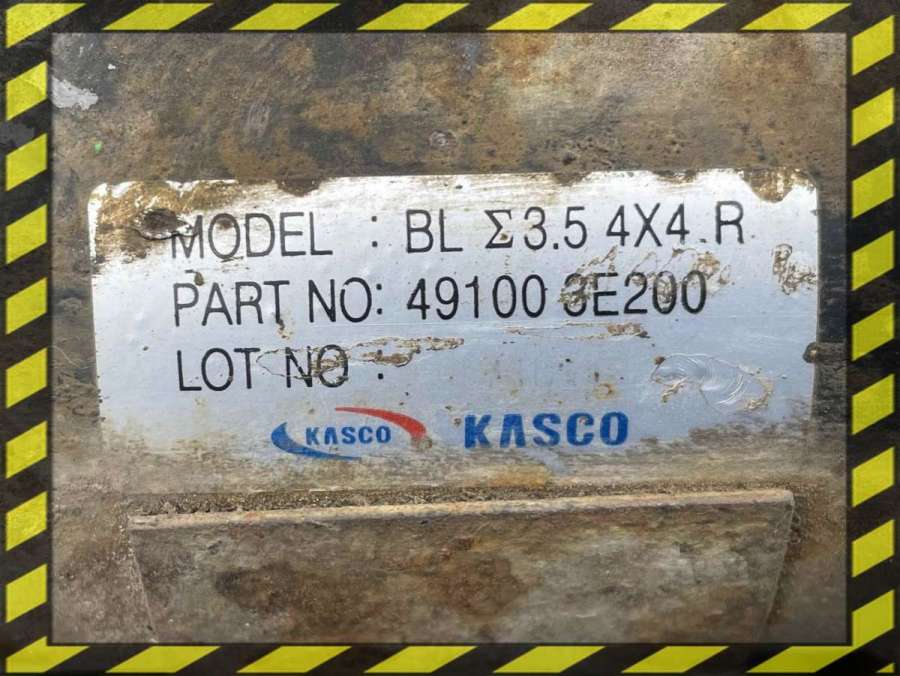 MODEL : BL Σ3.5 4X4 R
PART NO: 49100 3E200
LOT NO :
KASCO KASCO